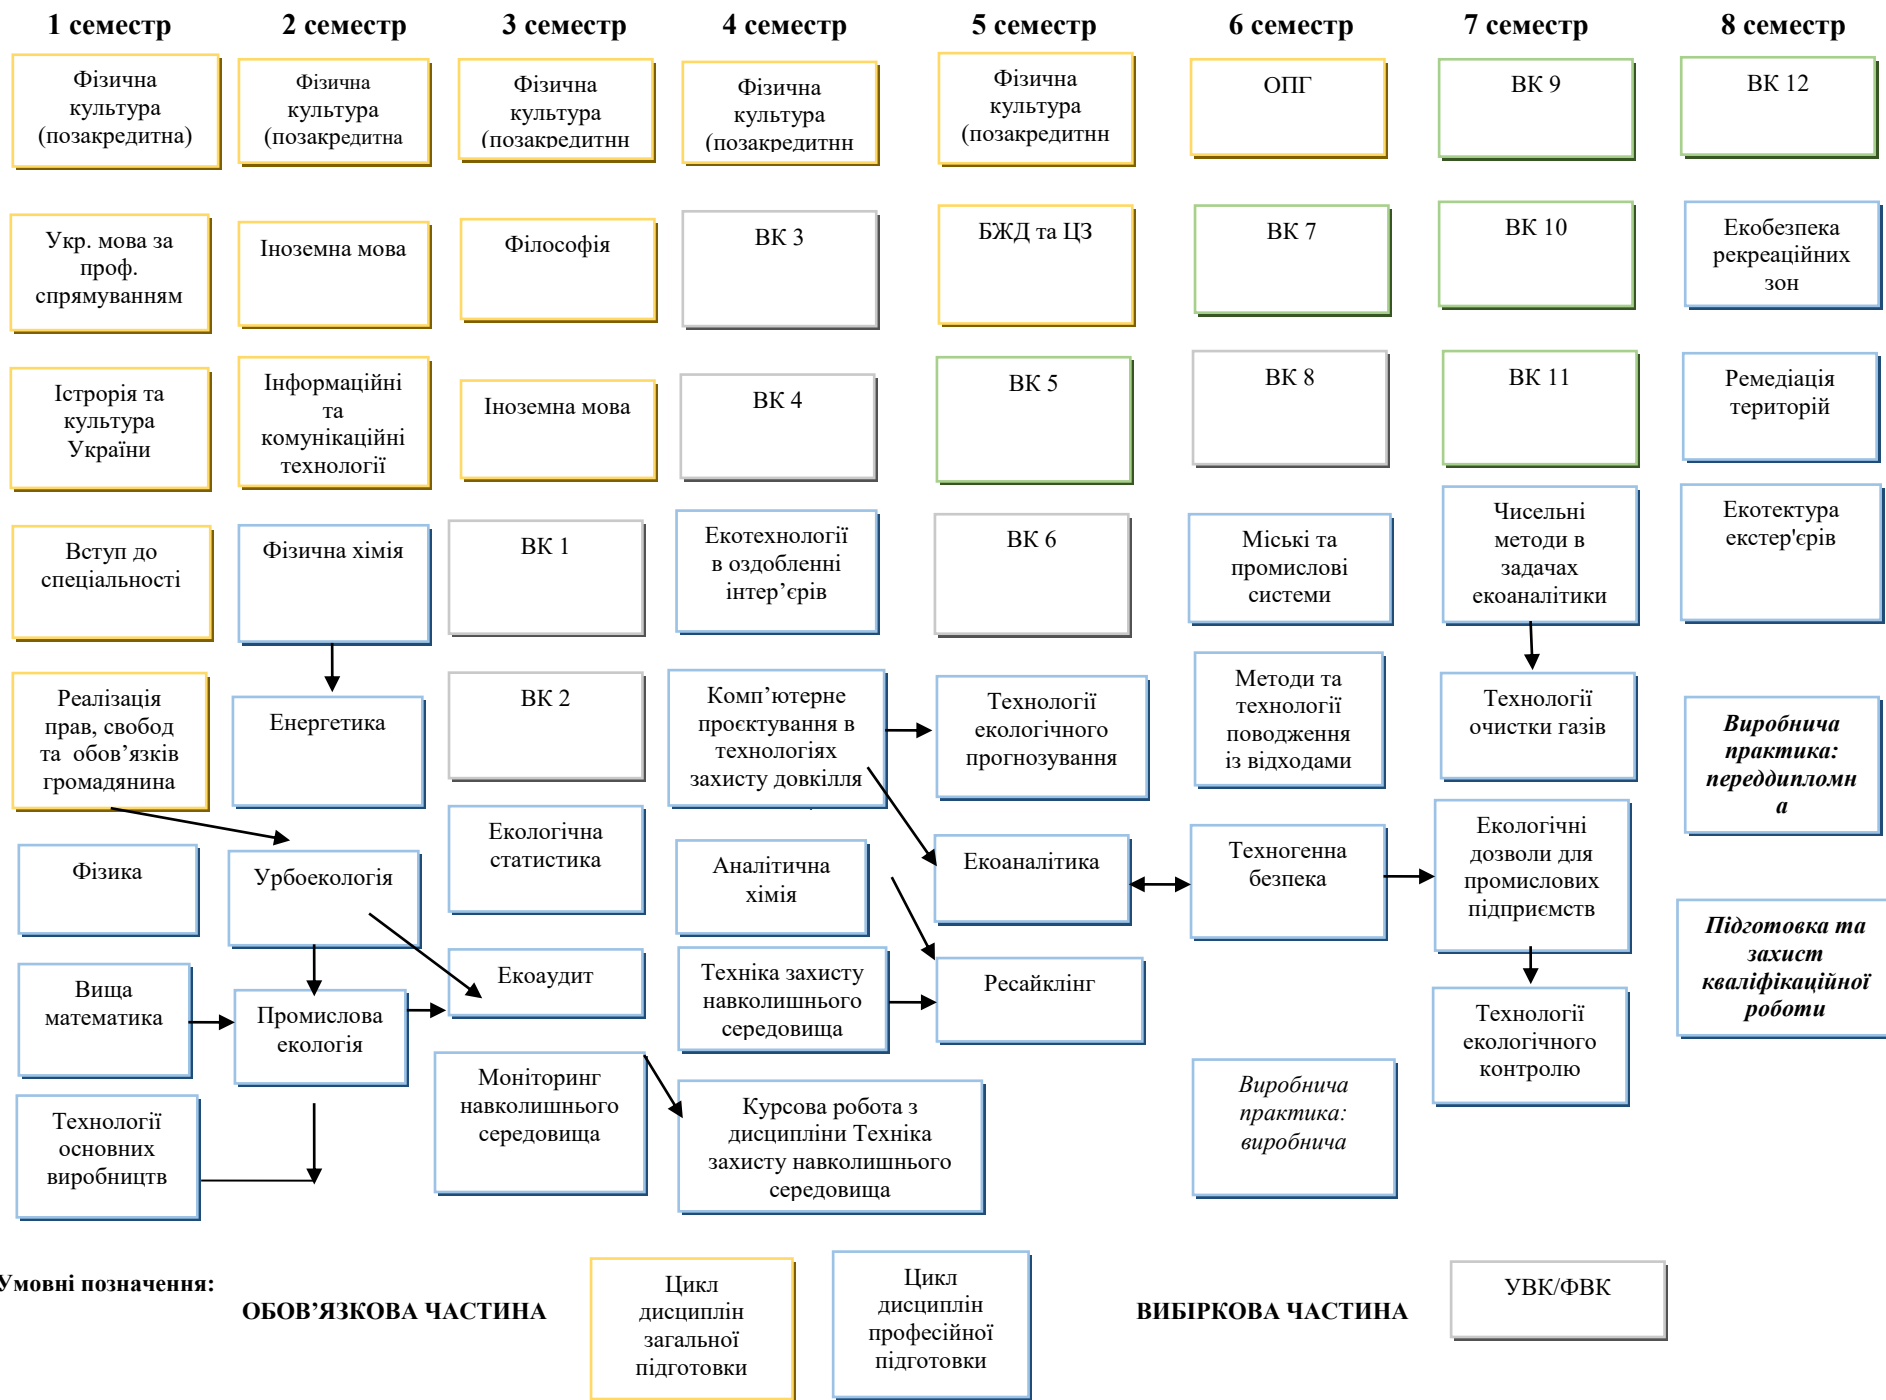 1 семестр
2 семестр
3 семестр
4 семестр
5 семестр
6 семестр
7 семестр
8 семестр
Фізична
культура
(позакредитна)
Фізична
культура
(позакредитна
Фізична
культура
(позакредитнн
Фізична
культура
(позакредитнн
Фізична
культура
(позакредитнн
ОПГ
ВК 9
ВК 12
Укр. мова за
проф.
спрямуванням
Іноземна мова
Філософія
ВК 3
БЖД та ЦЗ
ВК 7
ВК 10
Екобезпека
рекреаційних
зон
Істрорія та
культура
України
Інформаційні
та
комунікаційні
технології
Іноземна мова
ВК 4
ВК 5
ВК 8
ВК 11
Ремедіація
територій
Вступ до
спеціальності
Фізична хімія
ВК 1
Екотехнології
в оздобленні
інтер’єрів
ВК 6
Міські та
промислові
системи
Чисельні
методи в
задачах
екоаналітики
Екотектура
екстер'єрів
Реалізація
прав, свобод
та обов’язків
громадянина
Енергетика
ВК 2
Комп’ютерне
проєктування в
технологіях
захисту довкілля
Технології
екологічного
прогнозування
Методи та
технології
поводження
із відходами
Технології
очистки газів
Виробнича
практика:
переддипломн
а
Фізика
Урбоекологія
Екологічна
статистика
Аналітична
хімія
Екоаналітика
Техногенна
безпека
Екологічні
дозволи для
промислових
підприємств
Підготовка та
захист
кваліфікаційної
роботи
Вища
математика
Промислова
екологія
Екоаудит
Техніка захисту
навколишнього
середовища
Ресайклінг
Технології
екологічного
контролю
Технології
основних
виробництв
Моніторинг
навколишнього
середовища
Курсова робота з
дисципліни Техніка
захисту навколишнього
середовища
Виробнича
практика:
виробнича
Умовні позначення:
ОБОВ’ЯЗКОВА ЧАСТИНА
Цикл
дисциплін
загальної
підготовки
Цикл
дисциплін
професійної
підготовки
ВИБІРКОВА ЧАСТИНА
УВК/ФВК